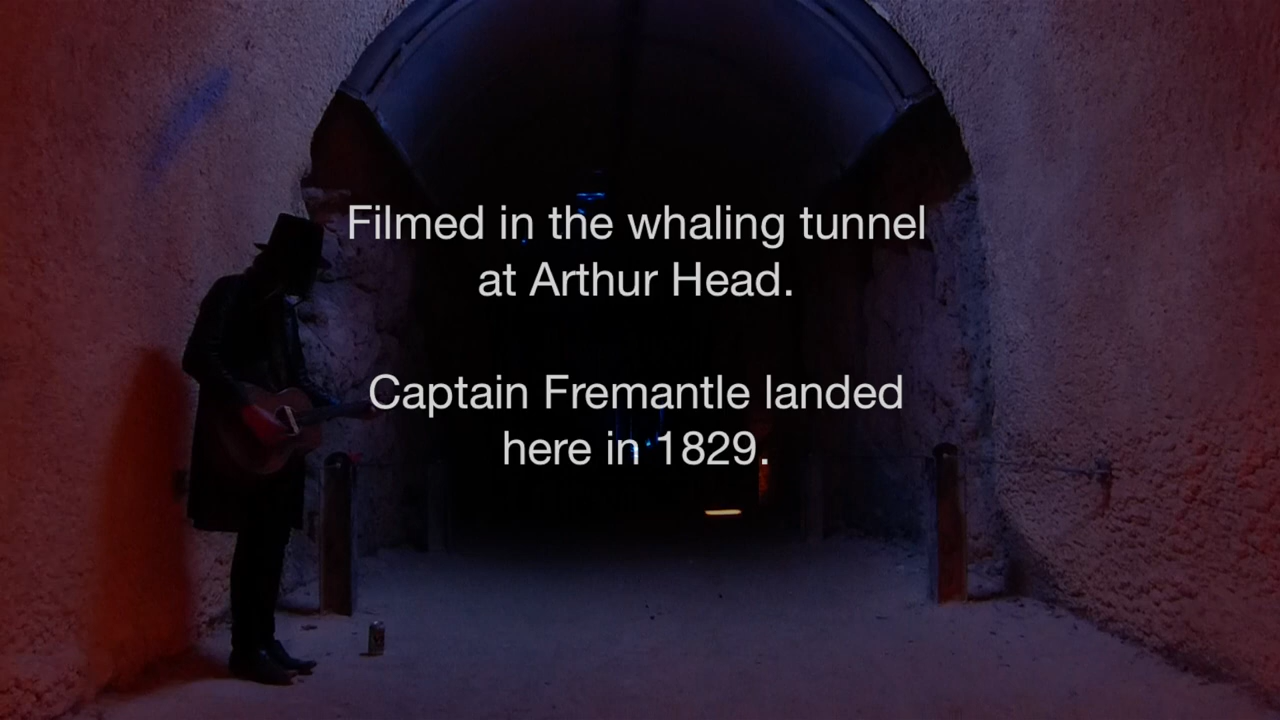 Filmed in the whaling tunnel
at Arthur Head.
Captain Fremantle landed
here in 1829.